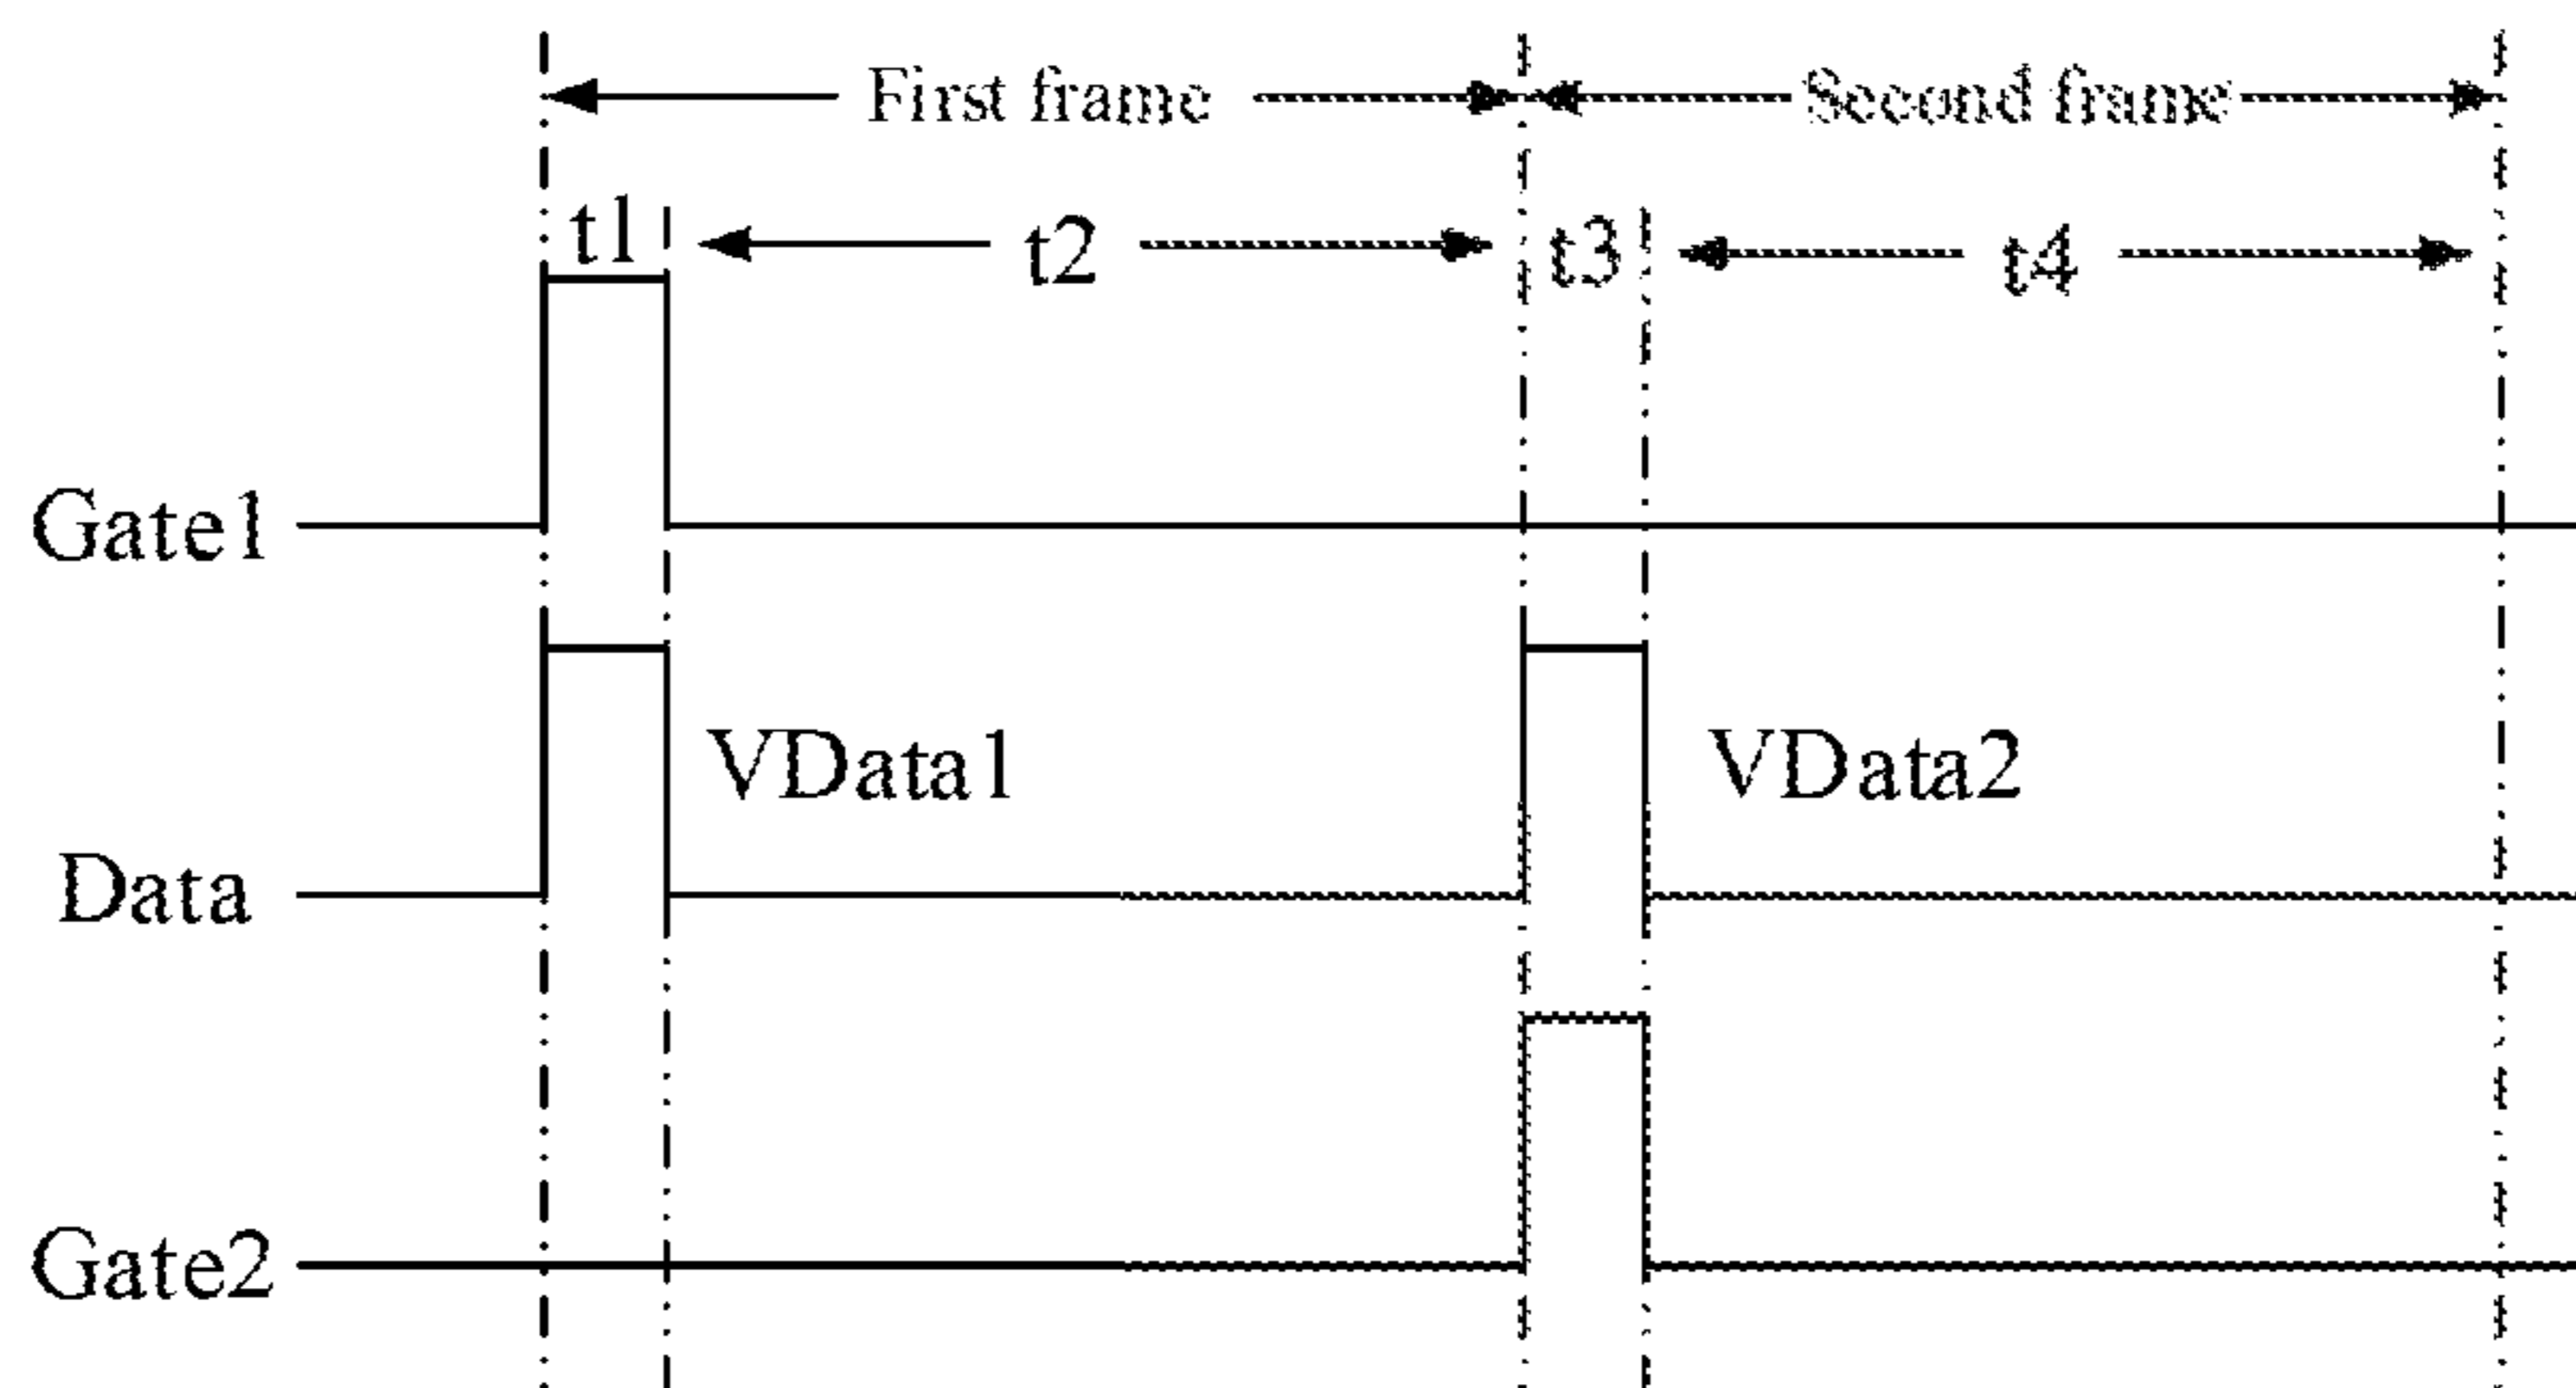 First frame Second frame
t1 t2 t3 t4
Gate1
VData1 VData2
Data
Gate2